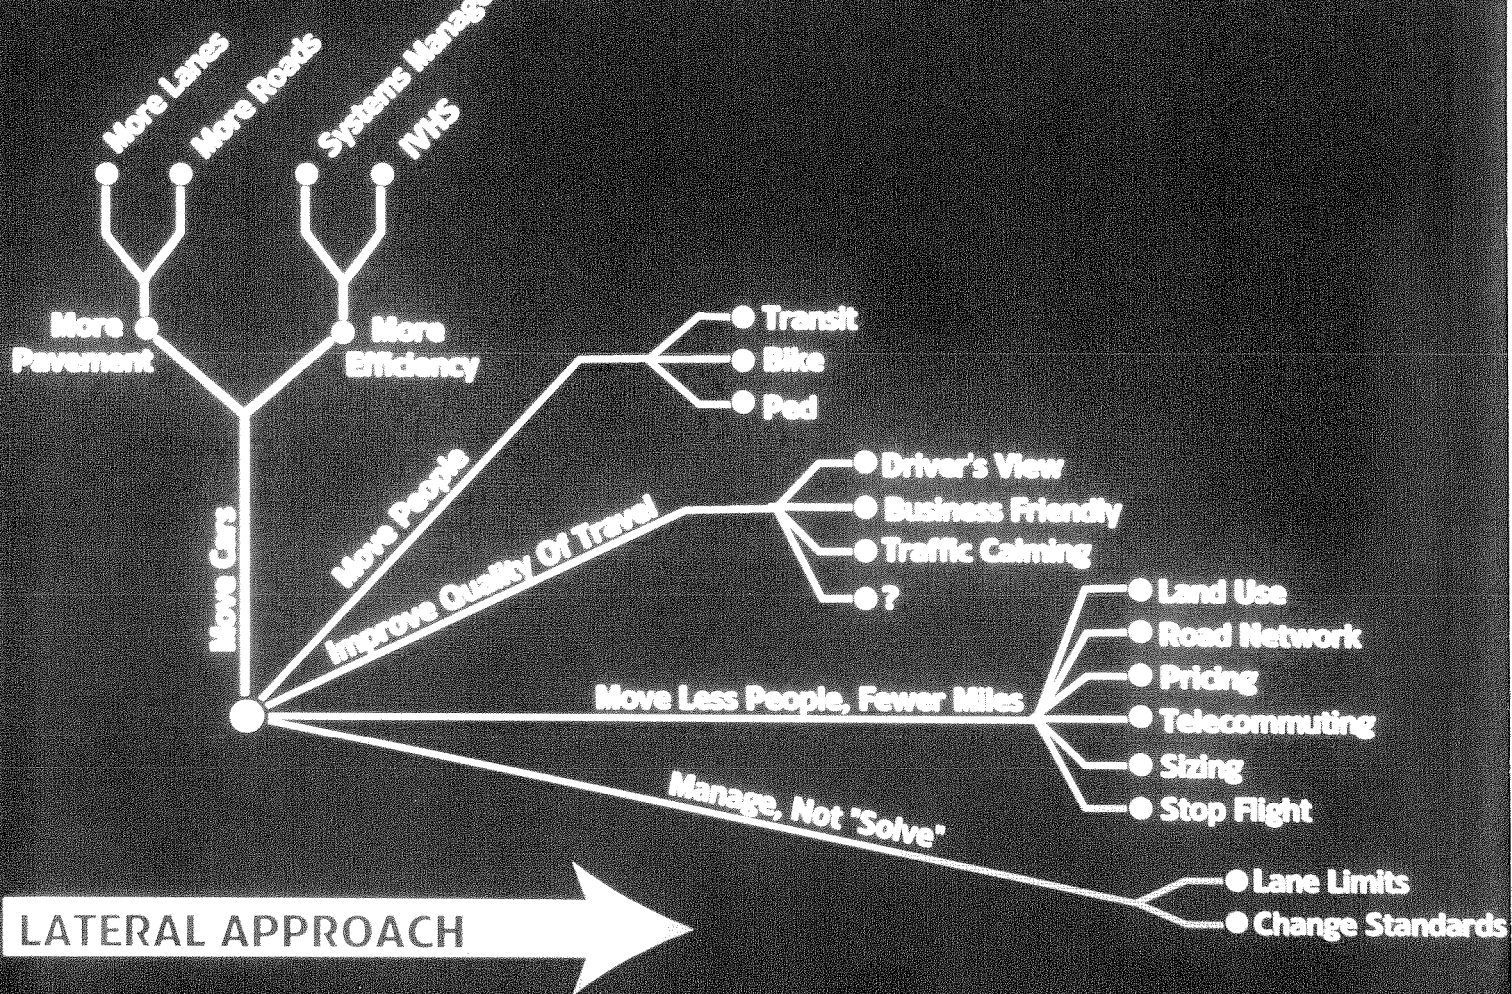 More Lanes
More Roads
Systems Manag
IVHS
More
Pavement
More
Efficiency
Transit
Bike
Ped
Move People
Driver's View
Business Friendly
Traffic Calming
?
Improve Quality Of Travel
Move Cars
Land Use
Road Network
Pricing
Telecommuting
Sizing
Stop Flight
Move Less People, Fewer Miles
Manage, Not "Solve"
Lane Limits
Change Standards
LATERAL APPROACH